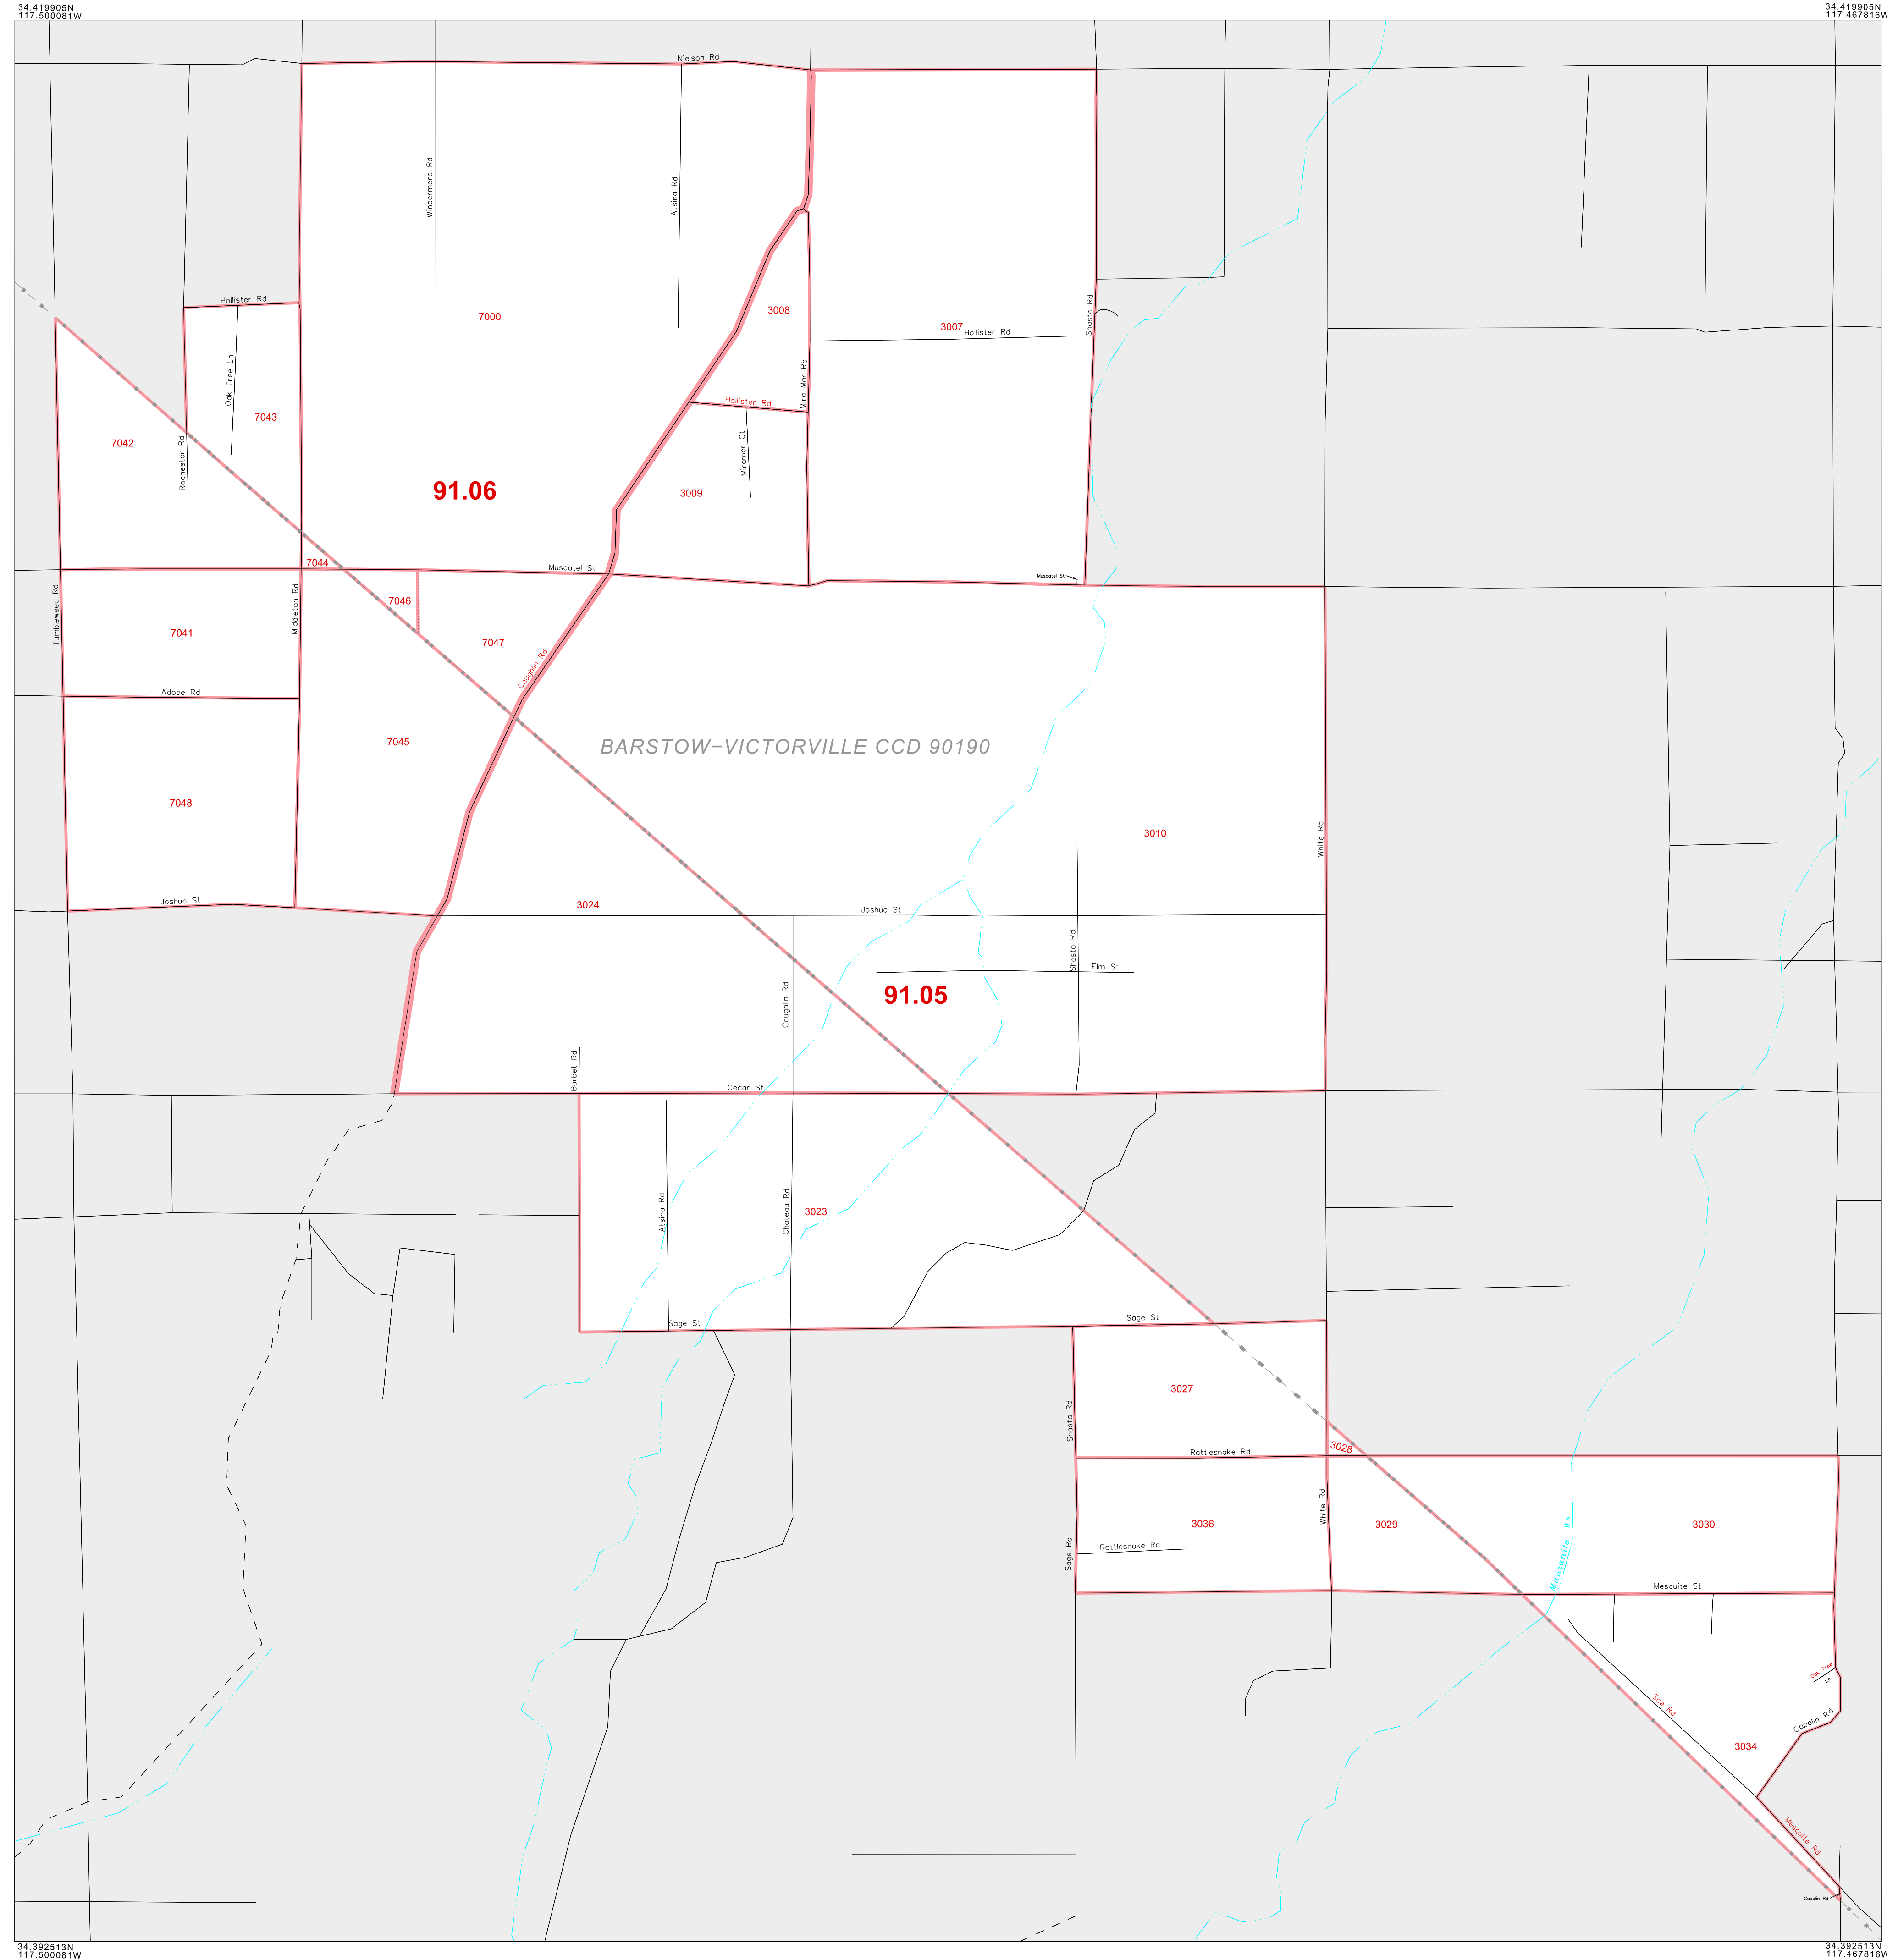 34.419905N
117.500081W
34.419905N
117.467816W
Nielson Rd
Windermere Rd
Atsina Rd
Hollister Rd
7000
3008
3007
Hollister Rd
Shasta Rd
Oak Tree Ln
Mira Mar Rd
Hollister Rd
7043
7042
Rochester Rd
Miramar Ct
91.06
3009
7044
Muscatel St
Muscatel St
Tumbleweed Rd
Middleton Rd
7046
7041
7047
Caughlin Rd
Adobe Rd
7045
BARSTOW-VICTORVILLE CCD 90190
7048
3010
White Rd
Joshua St
3024
Joshua St
Shasta Rd
Elm St
Caughlin Rd
91.05
Barbet Rd
Cedar St
Atsina Rd
Chateau Rd
3023
Sage St
Sage St
3027
Shasta Rd
Rattlesnake Rd
3028
White Rd
3036
3029
3030
Manzanita Ws
Sage Rd
Rattlesnake Rd
Mesquite St
Oak Tree
Ln
Sce Rd
Capelin Rd
3034
Mesquite Rd
Capelin Rd
34.392513N
117.500081W
34.392513N
117.467816W